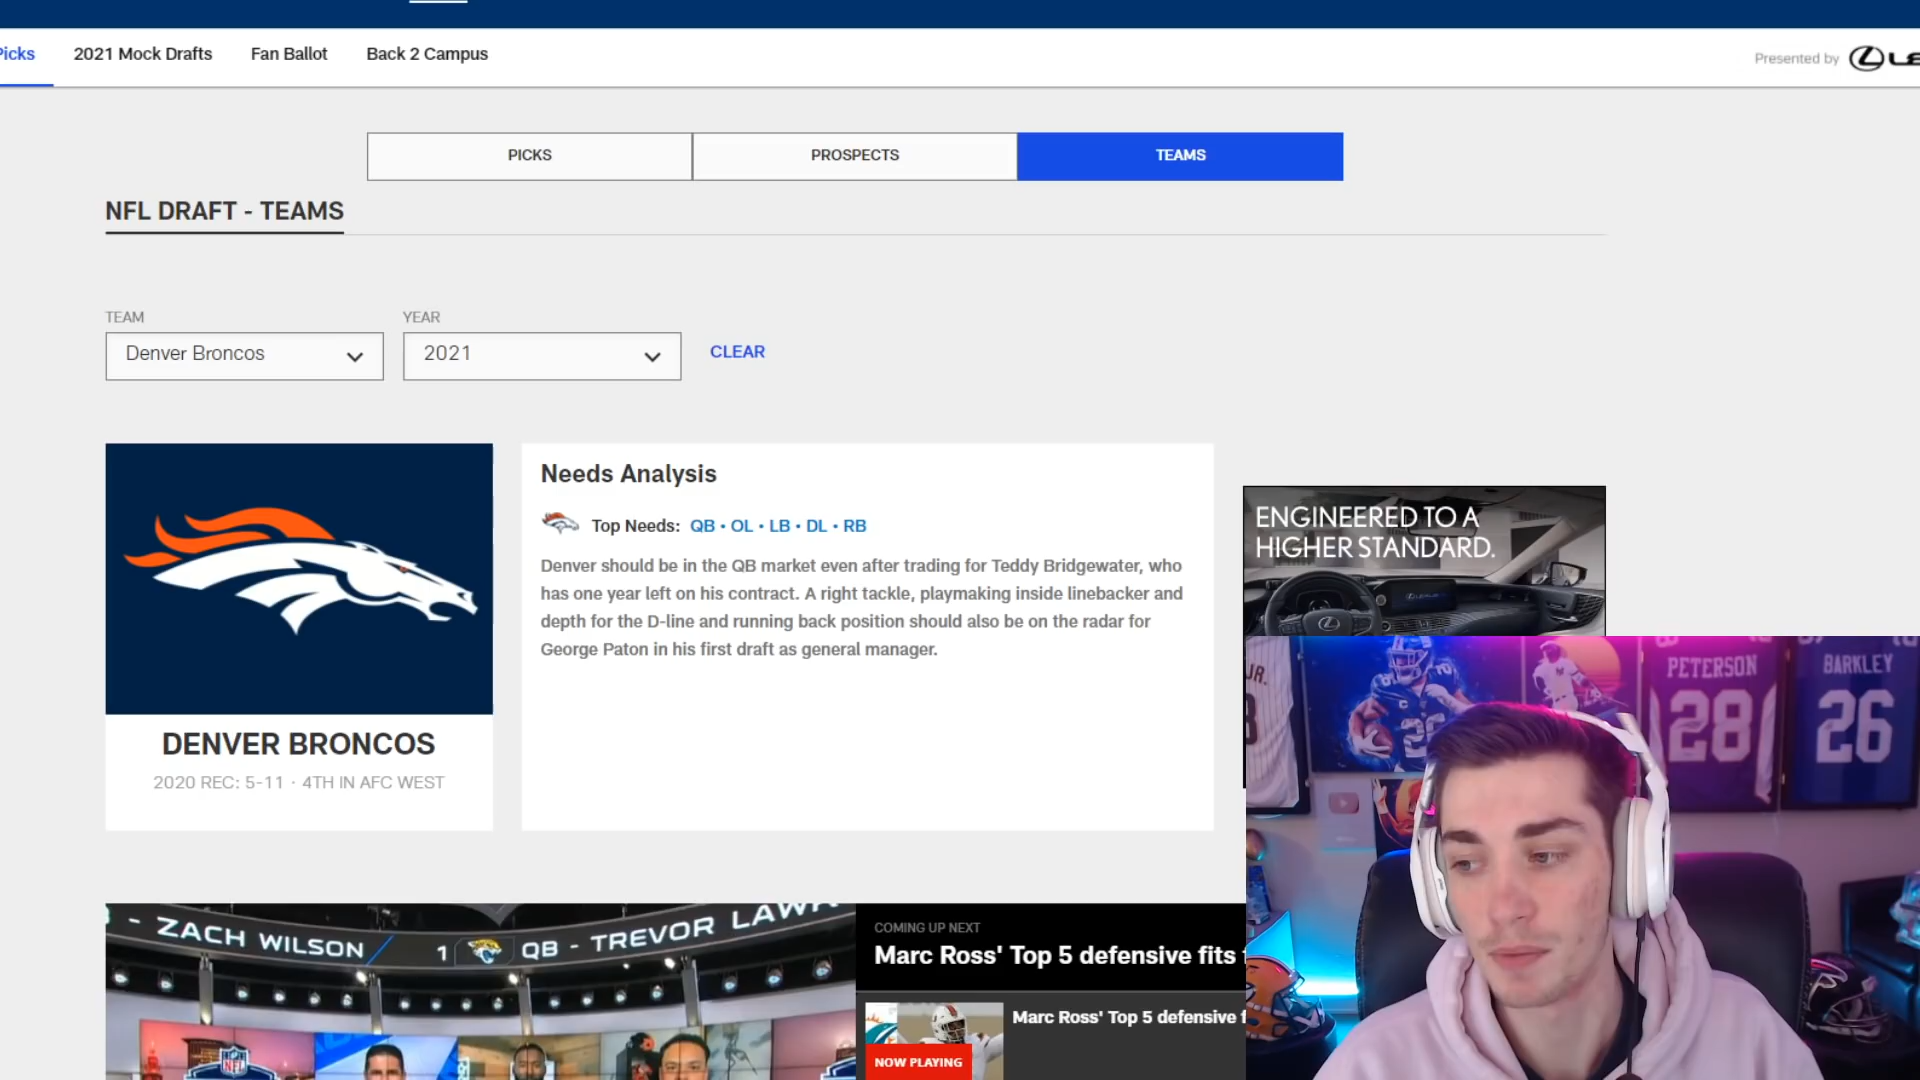 Picks 2021 Mock Drafts Fan Ballot Back 2 Campus
Presented by
PICKS PROSPECTS TEAMS
NFL DRAFT - TEAMS
TEAM YEAR
Denver Broncos 2021 CLEAR
Needs Analysis
Top Needs: QB • OL • LB • DL • RB
Denver should be in the QB market even after trading for Teddy Bridgewater, who
has one year left on his contract. A right tackle, playmaking inside linebacker and
depth for the D-line and running back position should also be on the radar for
George Paton in his first draft as general manager.
DENVER BRONCOS
2020 REC: 5-11 · 4TH IN AFC WEST
ENGINEERED TO A
HIGHER STANDARD.
JR.
PETERSON
28
BARKLEY
26
26
- ZACH WILSON 1 QB - TREVOR
NFL
COMING UP NEXT
Marc Ross' Top 5 defensive fits
Marc Ross' Top 5 defensive
NOW PLAYING